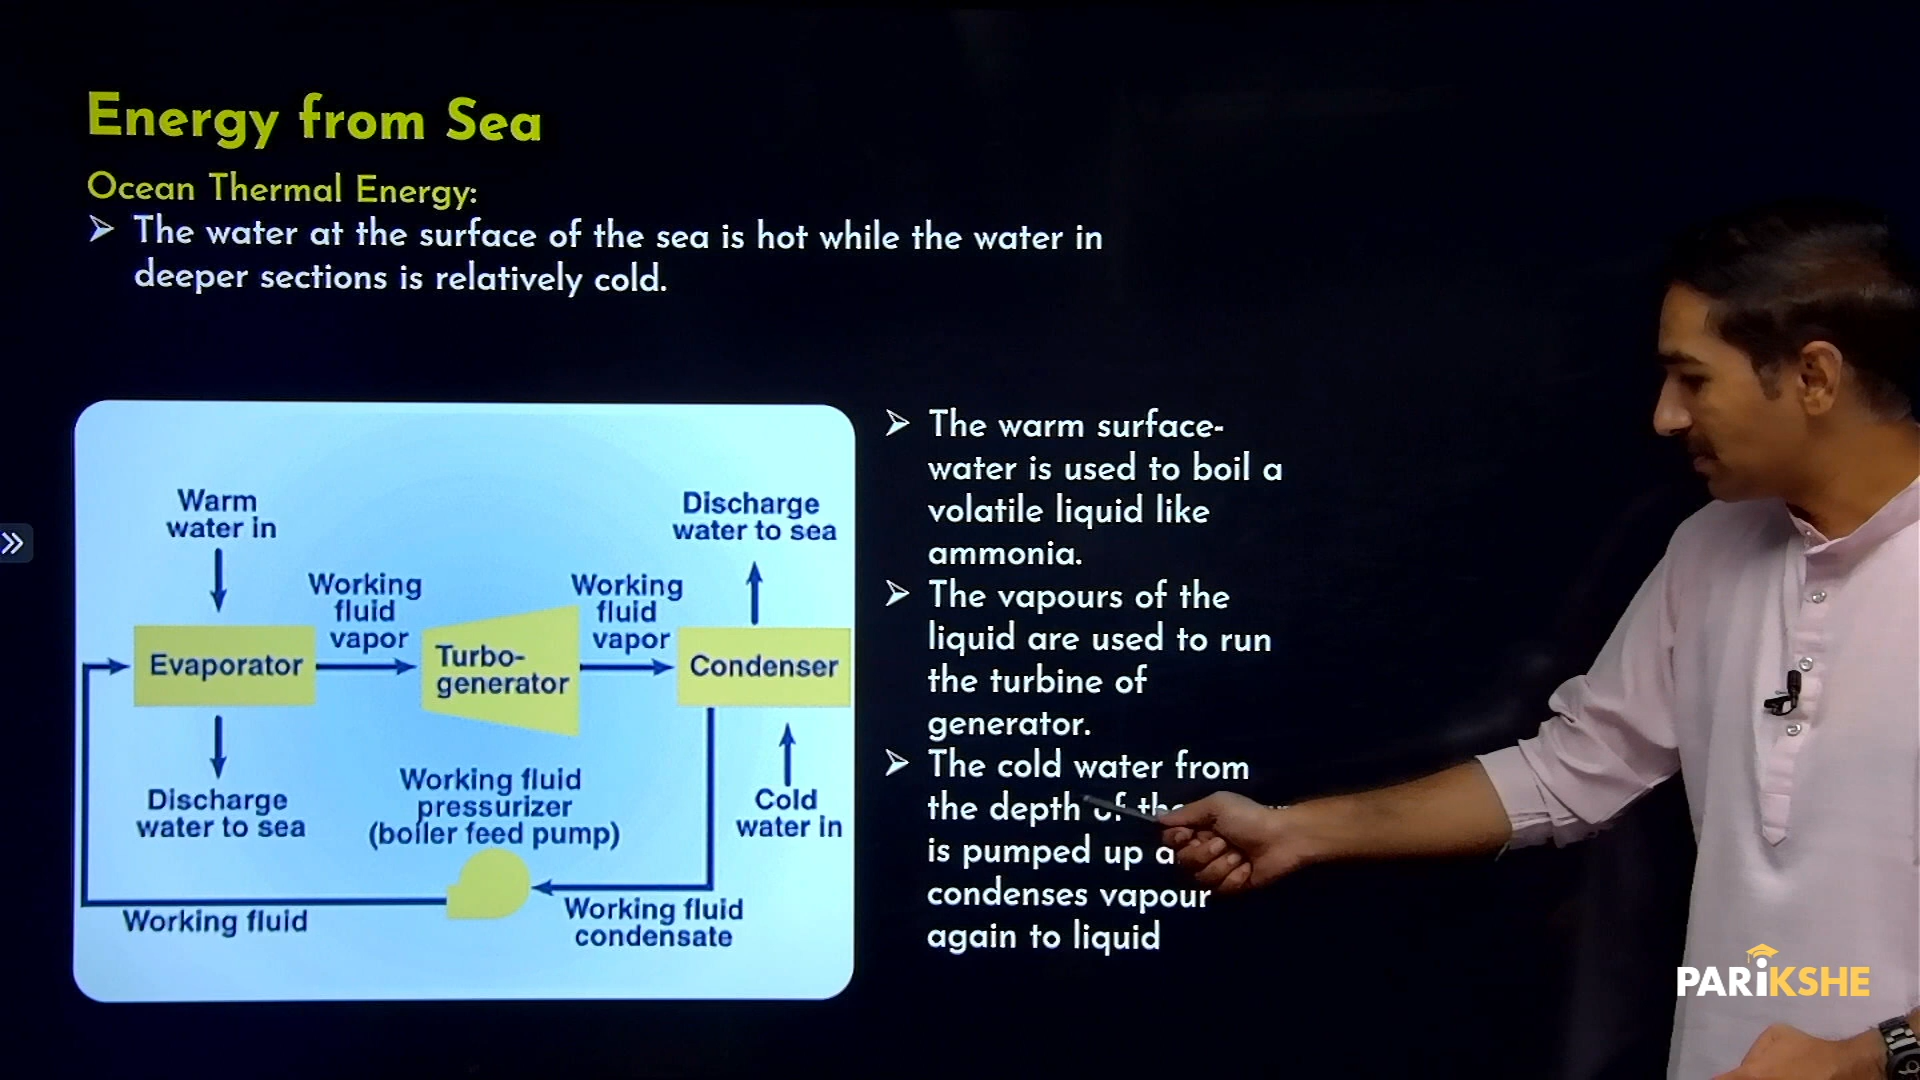 Energy from Sea
Ocean Thermal Energy:
➢ The water at the surface of the sea is hot while the water in
deeper sections is relatively cold.
Warm
water in
Discharge
water to sea
Working
fluid
vapor
Working
fluid
vapor
Evaporator
Turbo-
generator
Condenser
Discharge
water to sea
Working fluid
pressurizer
(boiler feed pump)
Cold
water in
Working fluid
Working fluid
condensate
➢ The warm surface-
water is used to boil a
volatile liquid like
ammonia.
➢ The vapours of the
liquid are used to run
the turbine of
generator.
➢ The cold water from
the depth of
is pumped up
condenses vapour
again to liquid
PARiKSHE